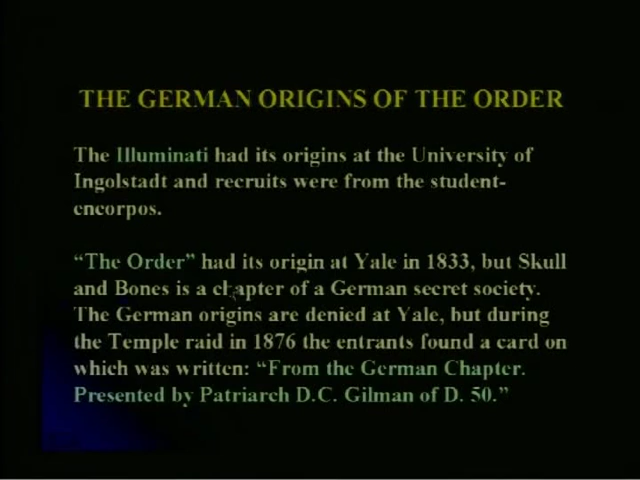 THE GERMAN ORIGINS OF THE ORDER
The Illuminati had its origins at the University of
Ingolstadt and recruits were from the student-
encorpos.
“The Order” had its origin at Yale in 1833, but Skull
and Bones is a chapter of a German secret society.
The German origins are denied at Yale, but during
the Temple raid in 1876 the entrants found a card on
which was written: “From the German Chapter.
Presented by Patriarch D.C. Gilman of D. 50.”